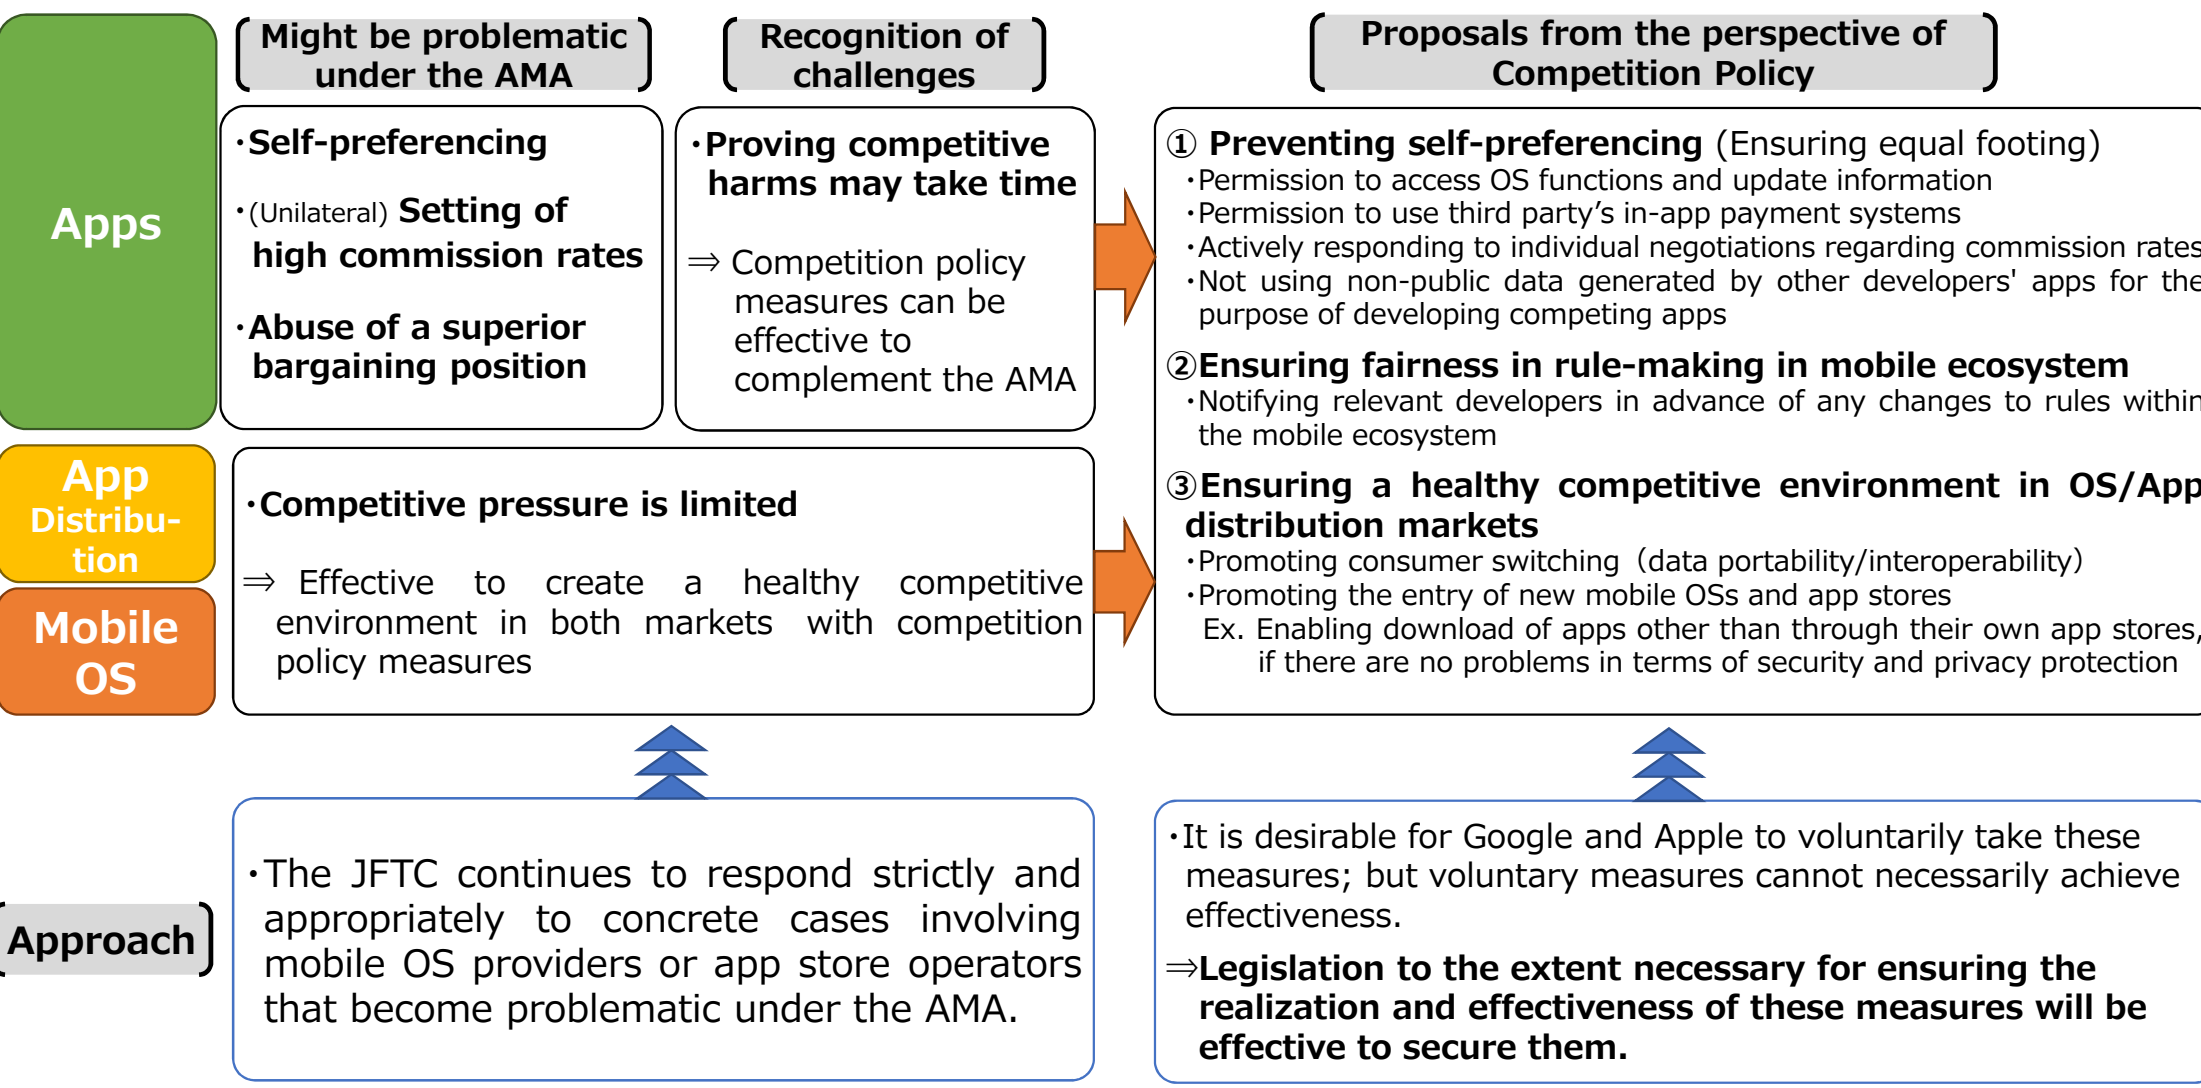 Might be problematic
under the AMA
Recognition of
challenges
Proposals from the perspective of
Competition Policy
Apps
・Self-preferencing
・(Unilateral) Setting of
high commission rates
・Abuse of a superior
bargaining position
・Proving competitive
harms may take time
⇒ Competition policy
measures can be
effective to
complement the AMA
① Preventing self-preferencing (Ensuring equal footing)
・Permission to access OS functions and update information
・Permission to use third party’s in-app payment systems
・Actively responding to individual negotiations regarding commission rates
・Not using non-public data generated by other developers' apps for the
purpose of developing competing apps
②Ensuring fairness in rule-making in mobile ecosystem
・Notifying relevant developers in advance of any changes to rules within
the mobile ecosystem
③Ensuring a healthy competitive environment in OS/App
distribution markets
・Promoting consumer switching（data portability/interoperability）
・Promoting the entry of new mobile OSs and app stores
Ex. Enabling download of apps other than through their own app stores,
if there are no problems in terms of security and privacy protection
App
Distribu-
tion
Mobile
OS
・Competitive pressure is limited
⇒ Effective to create a healthy competitive
environment in both markets with competition
policy measures
Approach
・The JFTC continues to respond strictly and
appropriately to concrete cases involving
mobile OS providers or app store operators
that become problematic under the AMA.
・It is desirable for Google and Apple to voluntarily take these
measures; but voluntary measures cannot necessarily achieve
effectiveness.
⇒Legislation to the extent necessary for ensuring the
realization and effectiveness of these measures will be
effective to secure them.